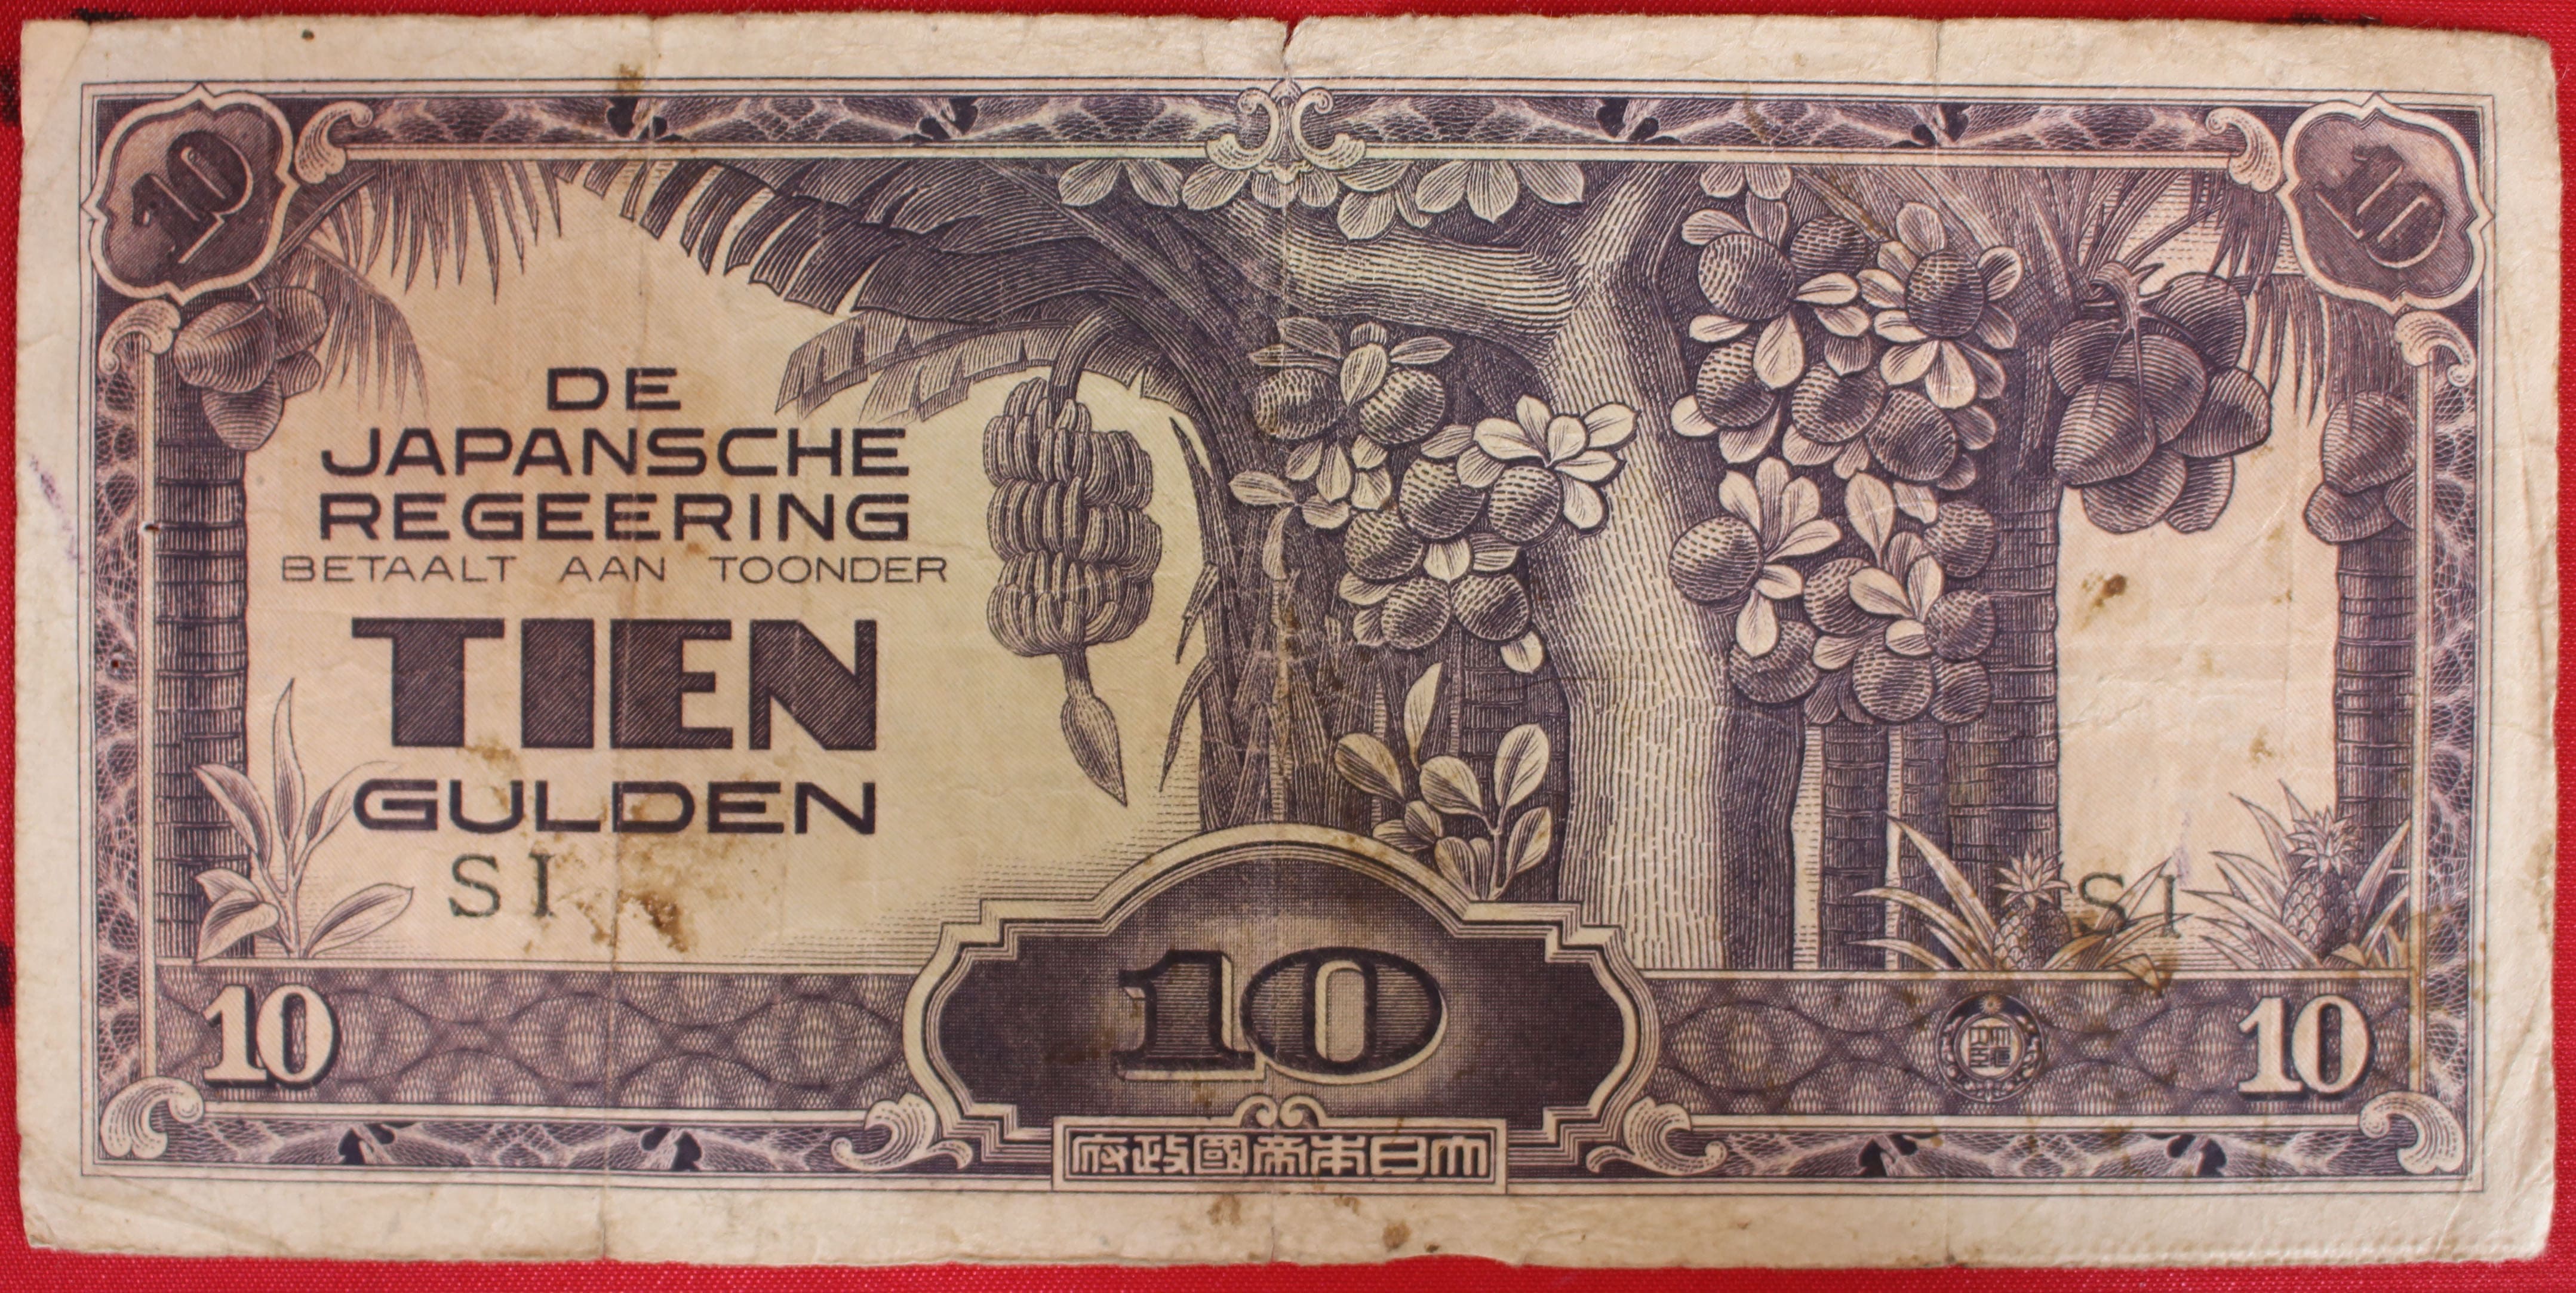 10
10
DE
JAPANSCHE
REGEERING
BETAALT AAN TOONDER
TIEN
GULDEN
SI
SI
10
10
10
府政國帝本日大